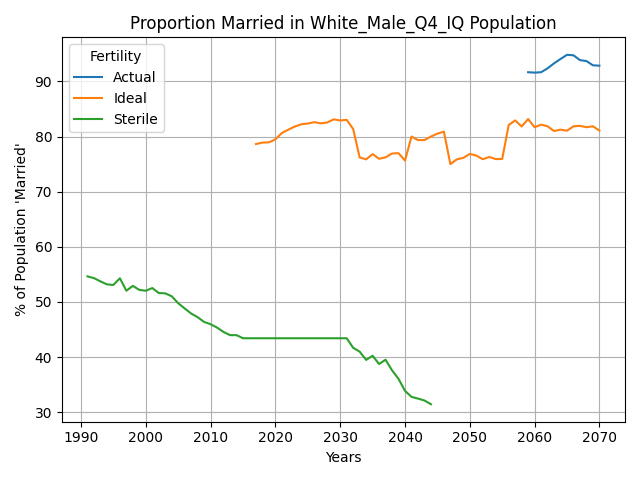 Proportion Married in White_Male_Q4_IQ Population
Fertility
Actual
Ideal
Sterile
% of Population 'Married'
90
80
70
60
50
40
30
1990 2000 2010 2020 2030 2040 2050 2060 2070
Years